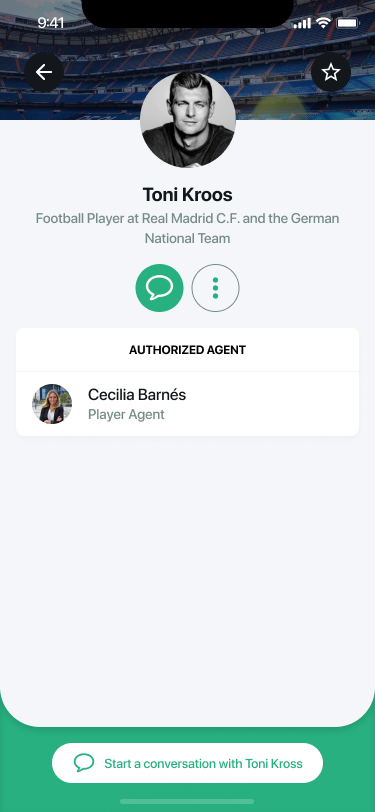 9:41
Toni Kroos
Football Player at Real Madrid C.F. and the German
National Team
AUTHORIZED AGENT
Cecilia Barnés
Player Agent
Start a conversation with Toni Kross